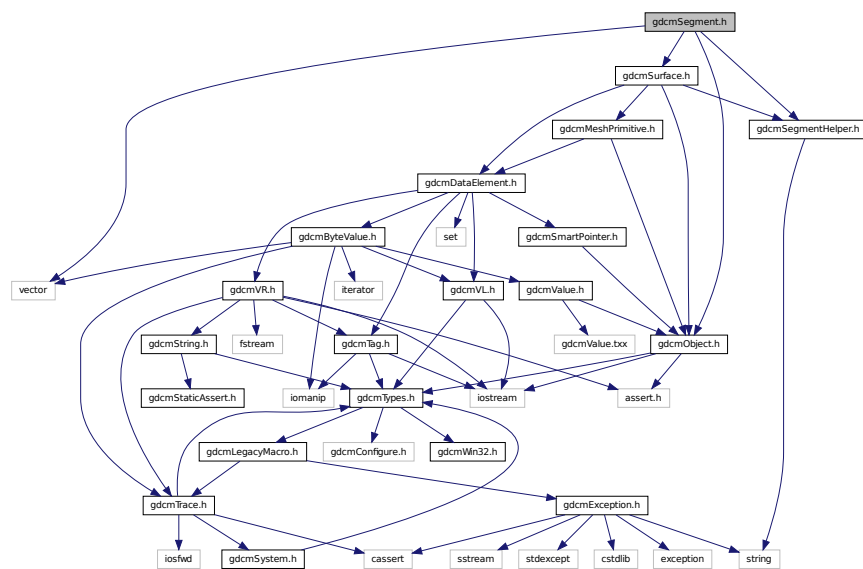 gdcmSegment.h
gdcmSurface.h
gdcmMeshPrimitive.h
gdcmSegmentHelper.h
gdcmDataElement.h
gdcmByteValue.h
set
gdcmSmartPointer.h
vector
gdcmVR.h
iterator
gdcmVL.h
gdcmValue.h
gdcmString.h
fstream
gdcmTag.h
gdcmValue.txx
gdcmObject.h
gdcmStaticAssert.h
iomanip
gdcmTypes.h
iostream
assert.h
gdcmLegacyMacro.h
gdcmConfigure.h
gdcmWin32.h
gdcmTrace.h
gdcmException.h
iosfwd
gdcmSystem.h
cassert
sstream
stdexcept
cstdlib
exception
string